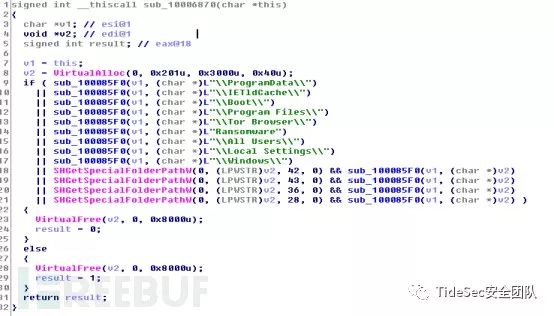 1 signed int __thiscall sub_10006870(char *this)
2 {
3 char *v1; // esi@1
4 void *v2; // edi@1
5 signed int result; // eax@18
6
7 v1 = this;
8 v2 = VirtualAlloc(0, 0x201u, 0x3000u, 0x40u);
9 if ( sub_100085F0(v1, (char *)L"\\ProgramData\\")
10 || sub_100085F0(v1, (char *)L"\\IETldCache\\")
11 || sub_100085F0(v1, (char *)L"\\Boot\\")
12 || sub_100085F0(v1, (char *)L"\\Program Files\\")
13 || sub_100085F0(v1, (char *)L"\\Tor Browser\\")
14 || sub_100085F0(v1, (char *)L"Ransomware")
15 || sub_100085F0(v1, (char *)L"\\All Users\\")
16 || sub_100085F0(v1, (char *)L"\\Local Settings\\")
17 || sub_100085F0(v1, (char *)L"\\Windows\\")
18 || SHGetSpecialFolderPathW(0, (LPWSTR)v2, 42, 0) && sub_100085F0(v1, (char *)v2)
19 || SHGetSpecialFolderPathW(0, (LPWSTR)v2, 43, 0) && sub_100085F0(v1, (char *)v2)
20 || SHGetSpecialFolderPathW(0, (LPWSTR)v2, 36, 0) && sub_100085F0(v1, (char *)v2)
21 || SHGetSpecialFolderPathW(0, (LPWSTR)v2, 28, 0) && sub_100085F0(v1, (char *)v2) )
22 {
23 VirtualFree(v2, 0, 0x8000u);
24 result = 0;
25 }
26 else
27 {
28 VirtualFree(v2, 0, 0x8000u);
29 result = 1;
30 }
31 return result;
32 }
FREEBUF
TideSec安全团队